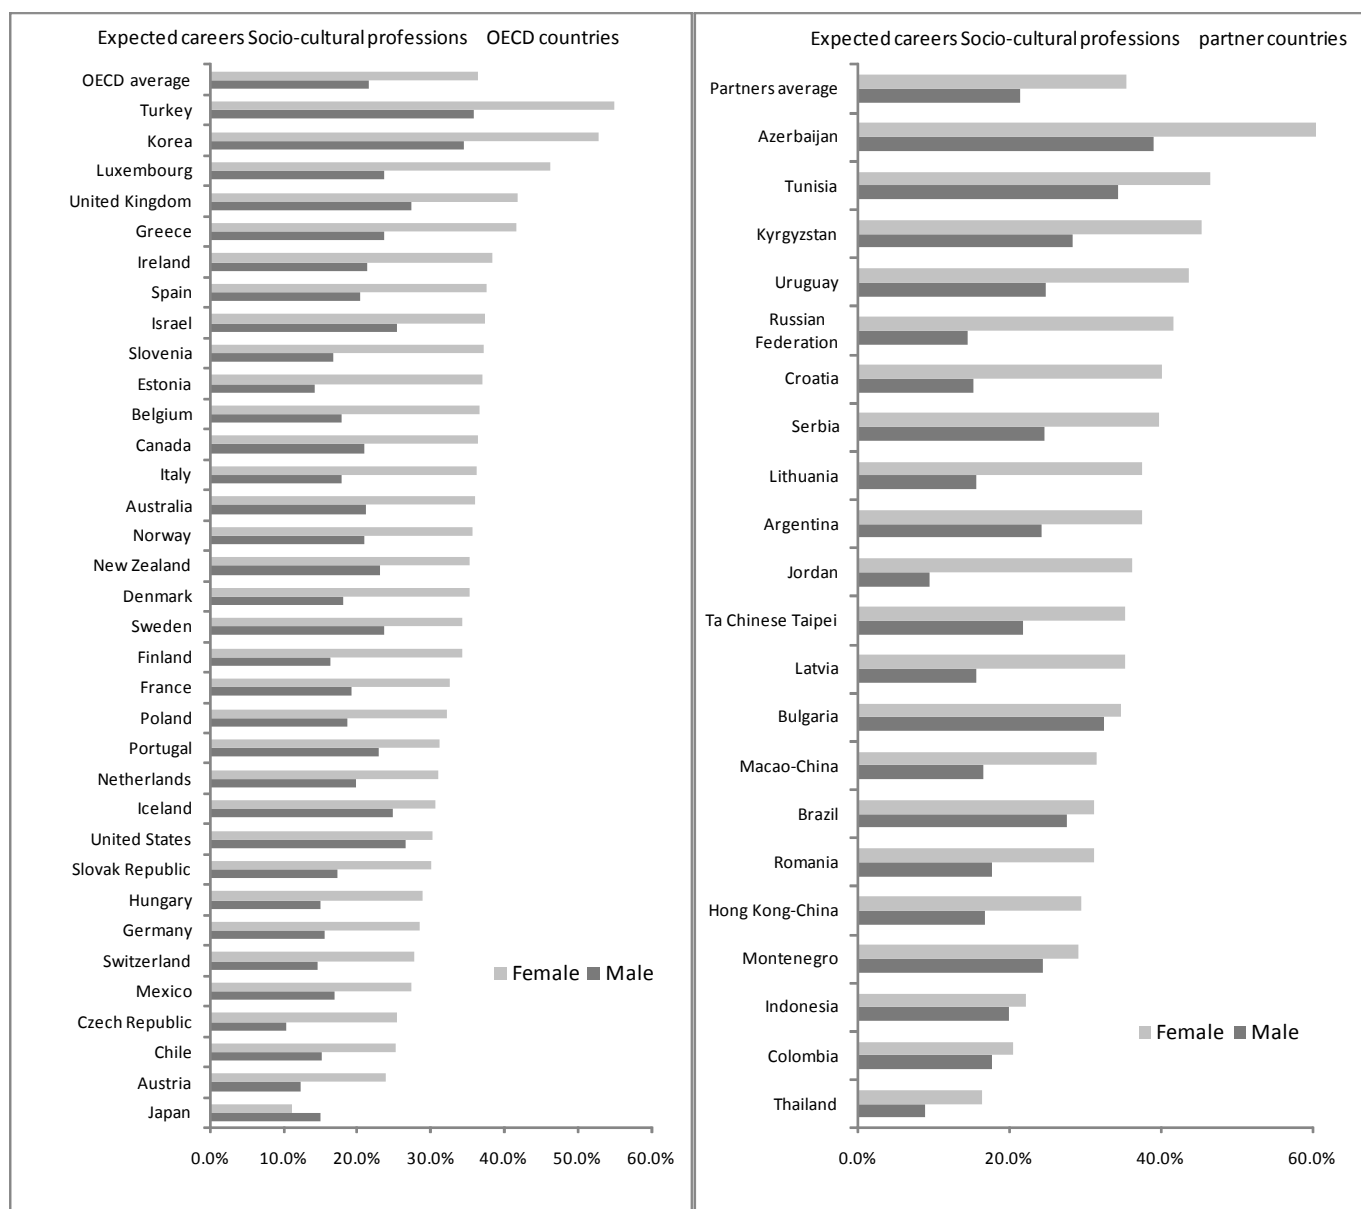 Expected careers Socio-cultural professions OECD countries
OECD average
Turkey
Korea
Luxembourg
United Kingdom
Greece
Ireland
Spain
Israel
Slovenia
Estonia
Belgium
Canada
Italy
Australia
Norway
New Zealand
Denmark
Sweden
Finland
France
Poland
Portugal
Netherlands
Iceland
United States
Slovak Republic
Hungary
Germany
Switzerland
Mexico
Czech Republic
Chile
Austria
Japan
Female Male
0.0% 10.0% 20.0% 30.0% 40.0% 50.0% 60.0%
Expected careers Socio-cultural professions partner countries
Partners average
Azerbaijan
Tunisia
Kyrgyzstan
Uruguay
Russian
Federation
Croatia
Serbia
Lithuania
Argentina
Jordan
Ta Chinese Taipei
Latvia
Bulgaria
Macao-China
Brazil
Romania
Hong Kong-China
Montenegro
Indonesia
Colombia
Thailand
Female Male
0.0% 20.0% 40.0% 60.0%